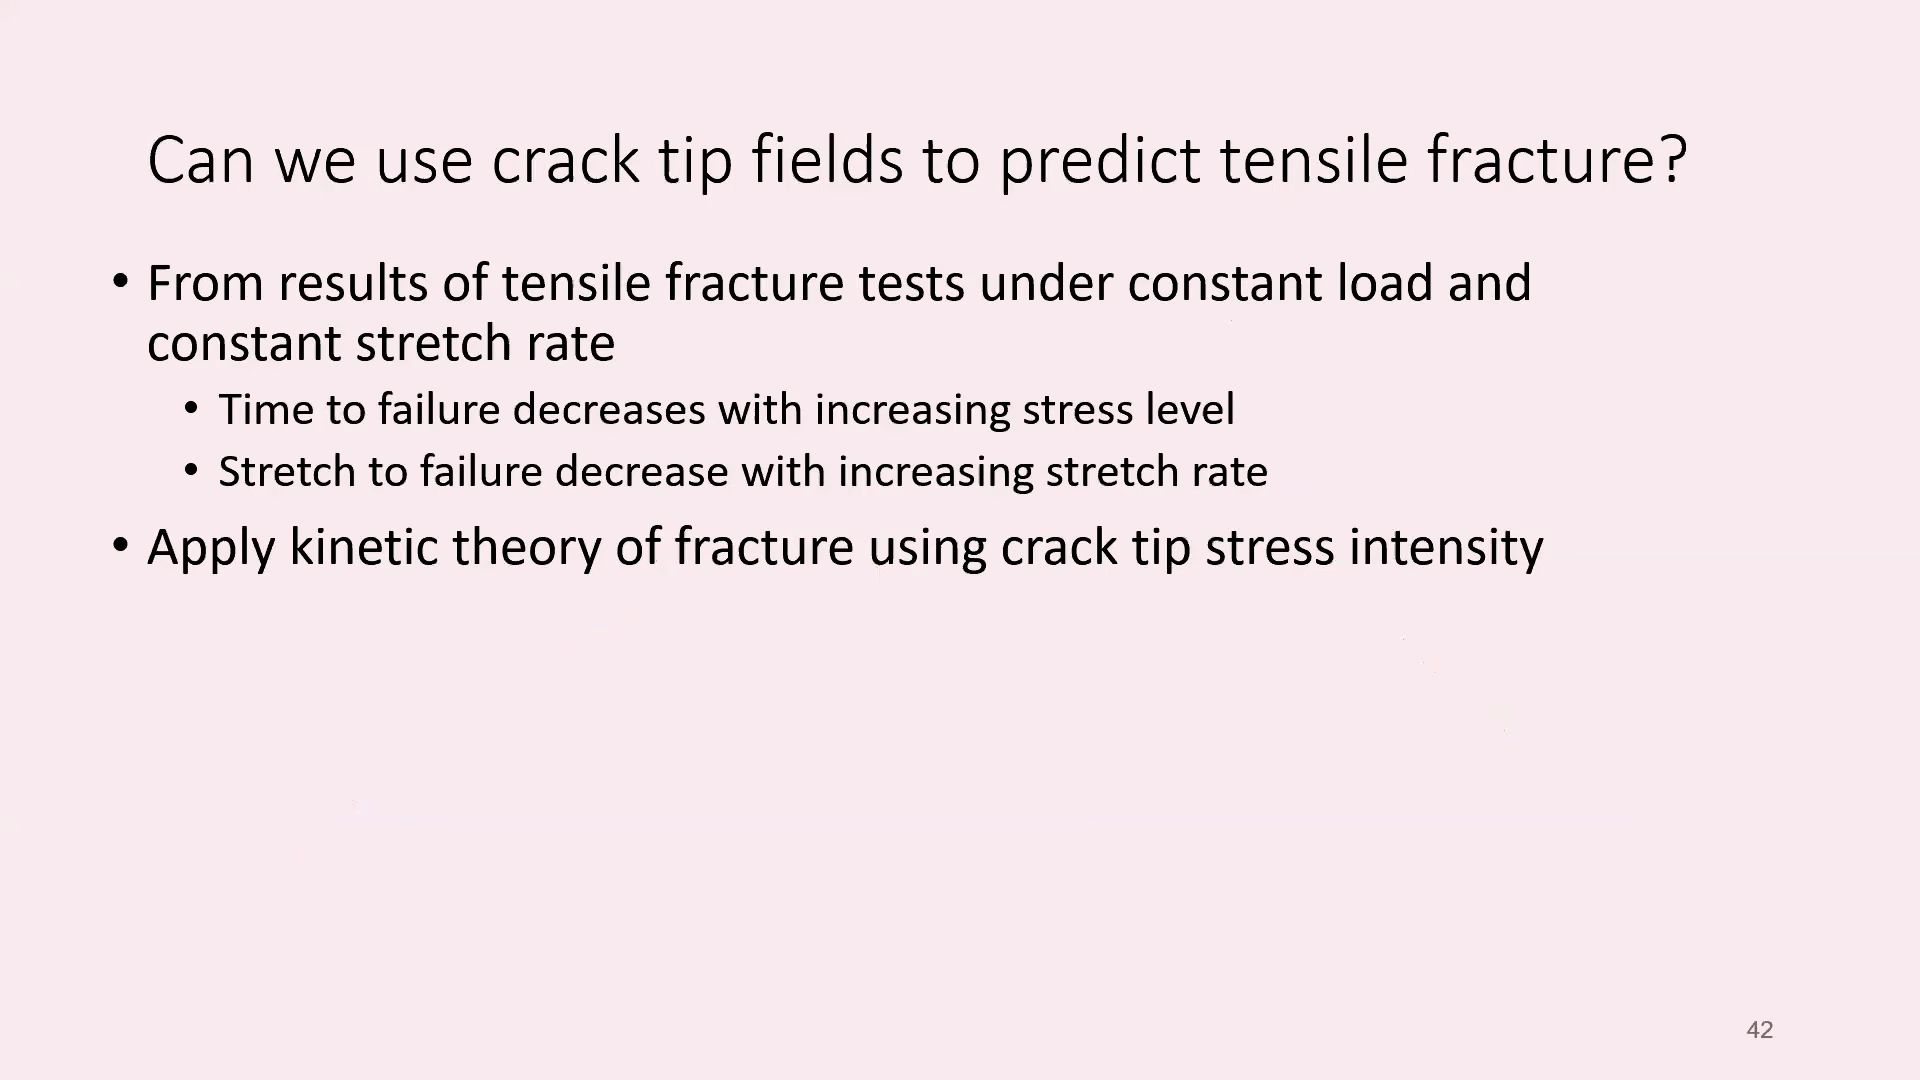 Can we use crack tip fields to predict tensile fracture?
• From results of tensile fracture tests under constant load and
constant stretch rate
• Time to failure decreases with increasing stress level
• Stretch to failure decrease with increasing stretch rate
• Apply kinetic theory of fracture using crack tip stress intensity
42